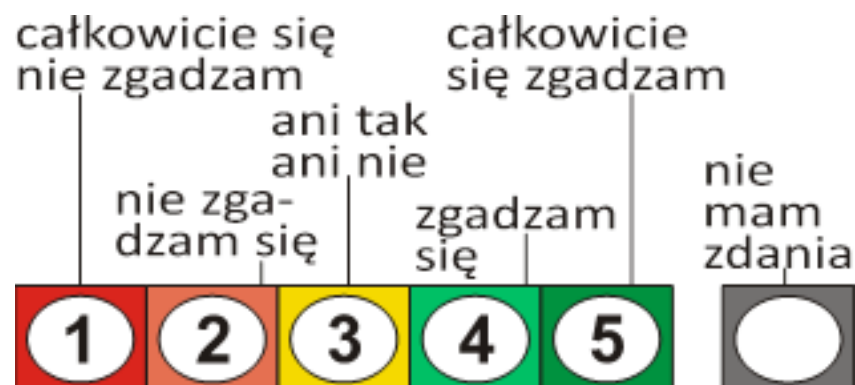 całkowicie się
nie zgadzam
nie zga-
dzam się
ani tak
ani nie
zgadzam
się
całkowicie
się zgadzam
nie
mam
zdania
1 2 3 4 5